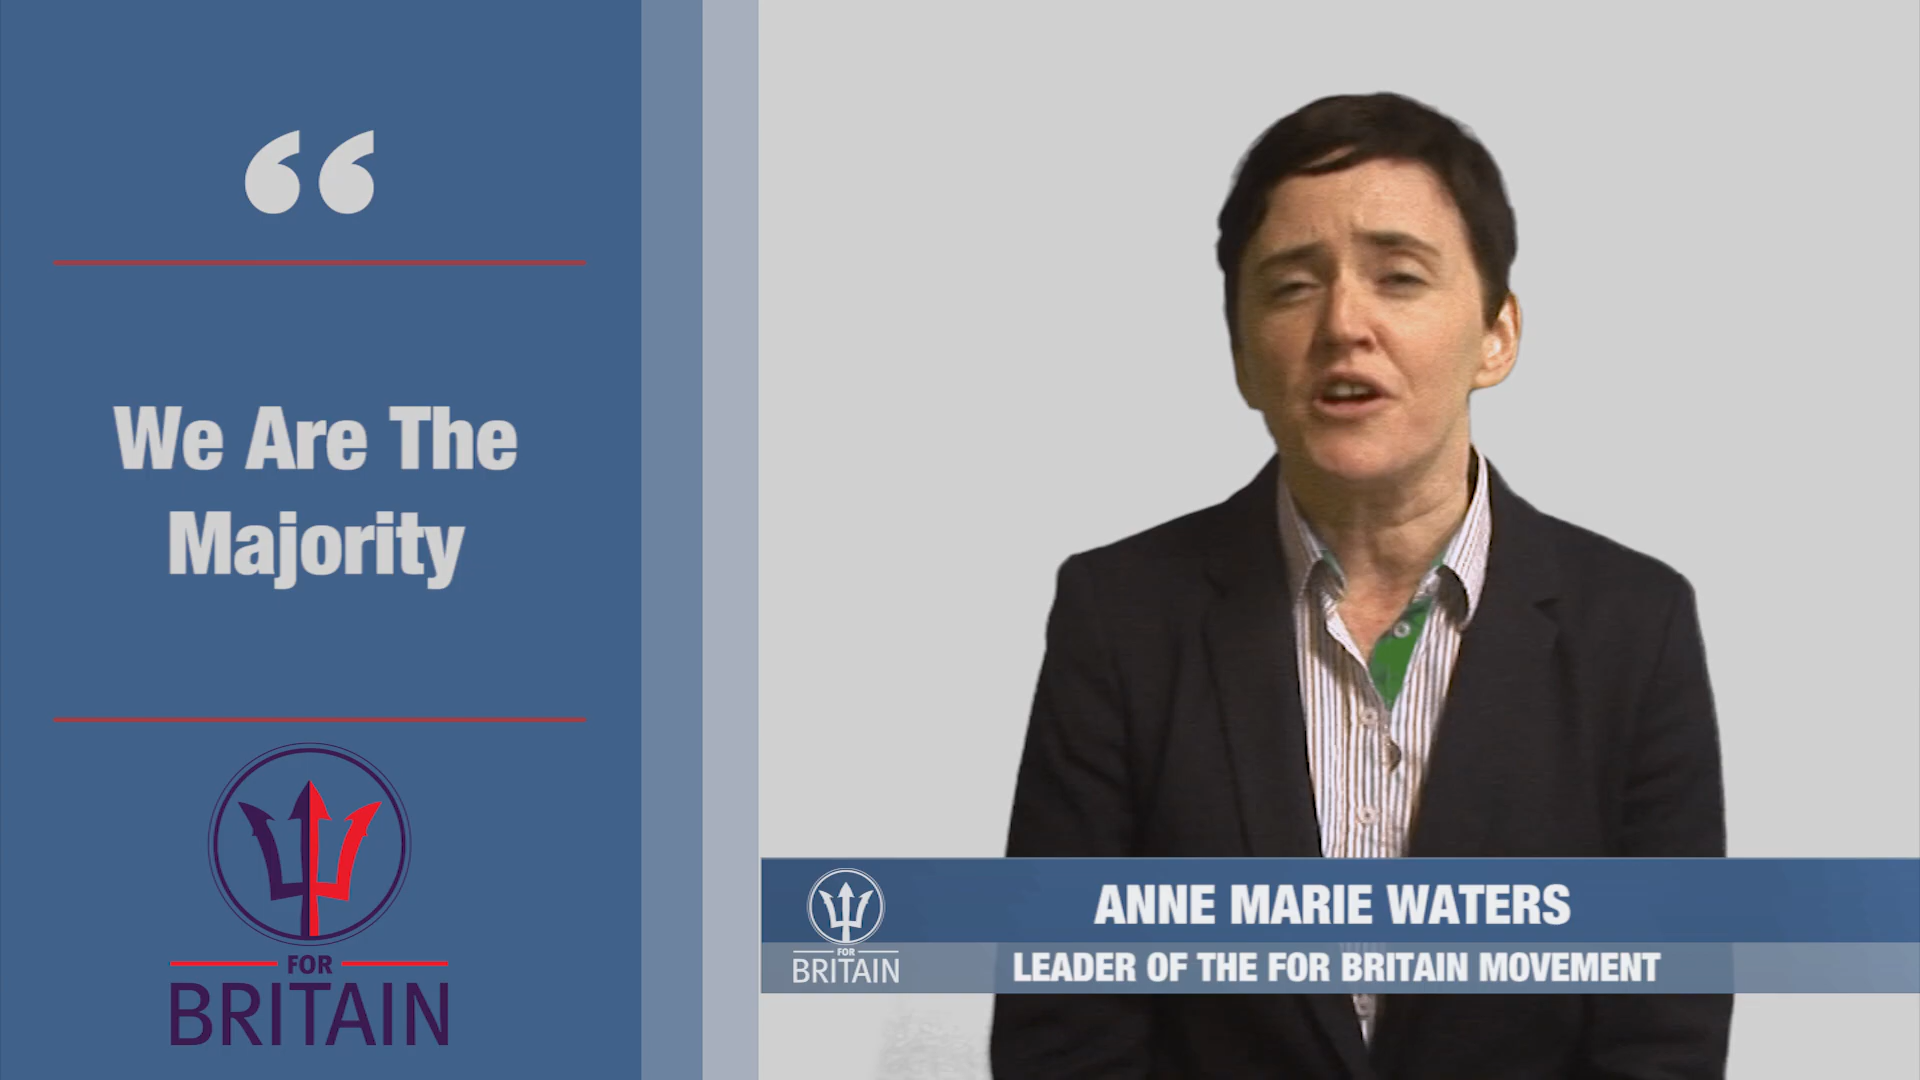 “
We Are The
Majority
FOR
BRITAIN
FOR
BRITAIN
ANNE MARIE WATERS
LEADER OF THE FOR BRITAIN MOVEMENT